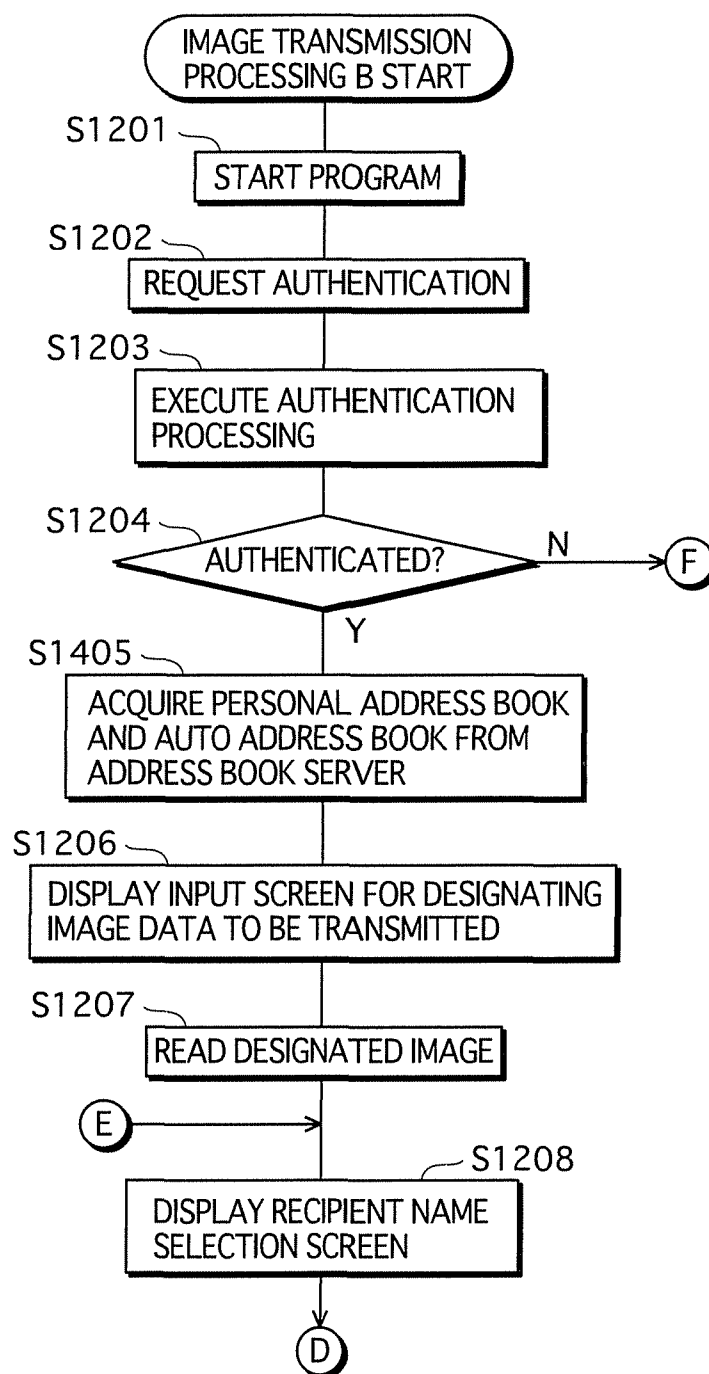 IMAGE TRANSMISSION
PROCESSING B START
S1201
START PROGRAM
S1202
REQUEST AUTHENTICATION
S1203
EXECUTE AUTHENTICATION
PROCESSING
S1204
AUTHENTICATED?
N
F
Y
S1405
ACQUIRE PERSONAL ADDRESS BOOK
AND AUTO ADDRESS BOOK FROM
ADDRESS BOOK SERVER
S1206
DISPLAY INPUT SCREEN FOR DESIGNATING
IMAGE DATA TO BE TRANSMITTED
S1207
READ DESIGNATED IMAGE
E
S1208
DISPLAY RECIPIENT NAME
SELECTION SCREEN
D